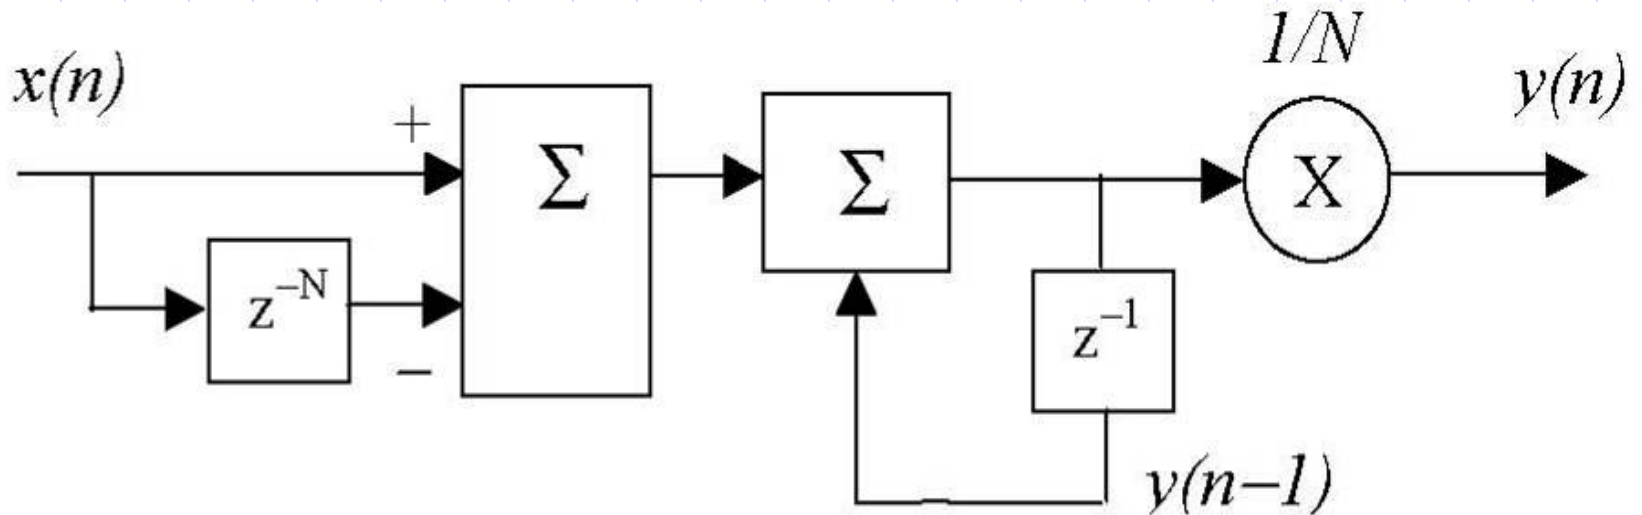 1/N
x(n)
y(n)
+
Σ
Σ
X
z⁻ᴺ
z⁻¹
−
y(n−1)